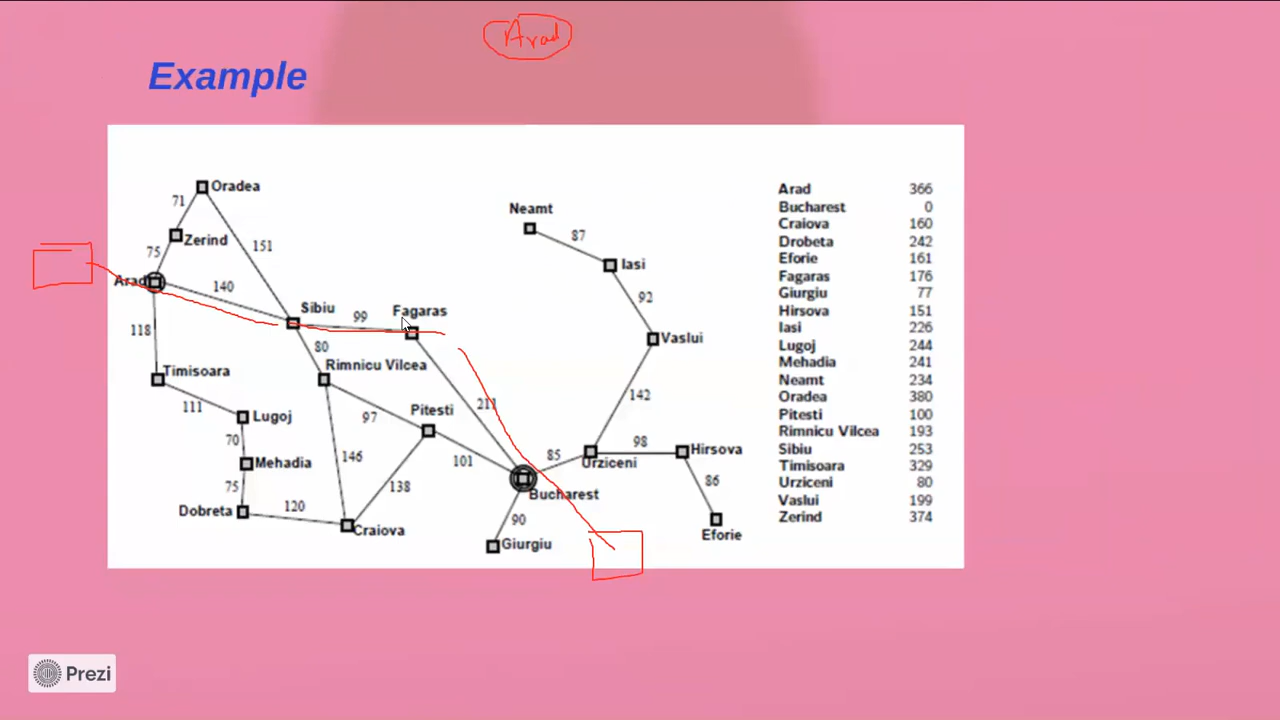 Arad
Example
Oradea
71
Neamt
87
Zerind
151
75
Iasi
Arad
140
92
Sibiu
99
Fagaras
118
80
Vaslui
Rimnicu Vilcea
Timisoara
142
111
Lugoj
97
Pitesti
211
70
98
Hirsova
85
Urziceni
146
101
Mehadia
86
138
75
Bucharest
120
Dobreta
90
Craiova
Giurgiu
Eforie
Arad 366
Bucharest 0
Craiova 160
Drobeta 242
Eforie 161
Fagaras 176
Giurgiu 77
Hirsova 151
Iasi 226
Lugoj 244
Mehadia 241
Neamt 234
Oradea 380
Pitesti 100
Rimnicu Vilcea 193
Sibiu 253
Timisoara 329
Urziceni 80
Vaslui 199
Zerind 374
Prezi